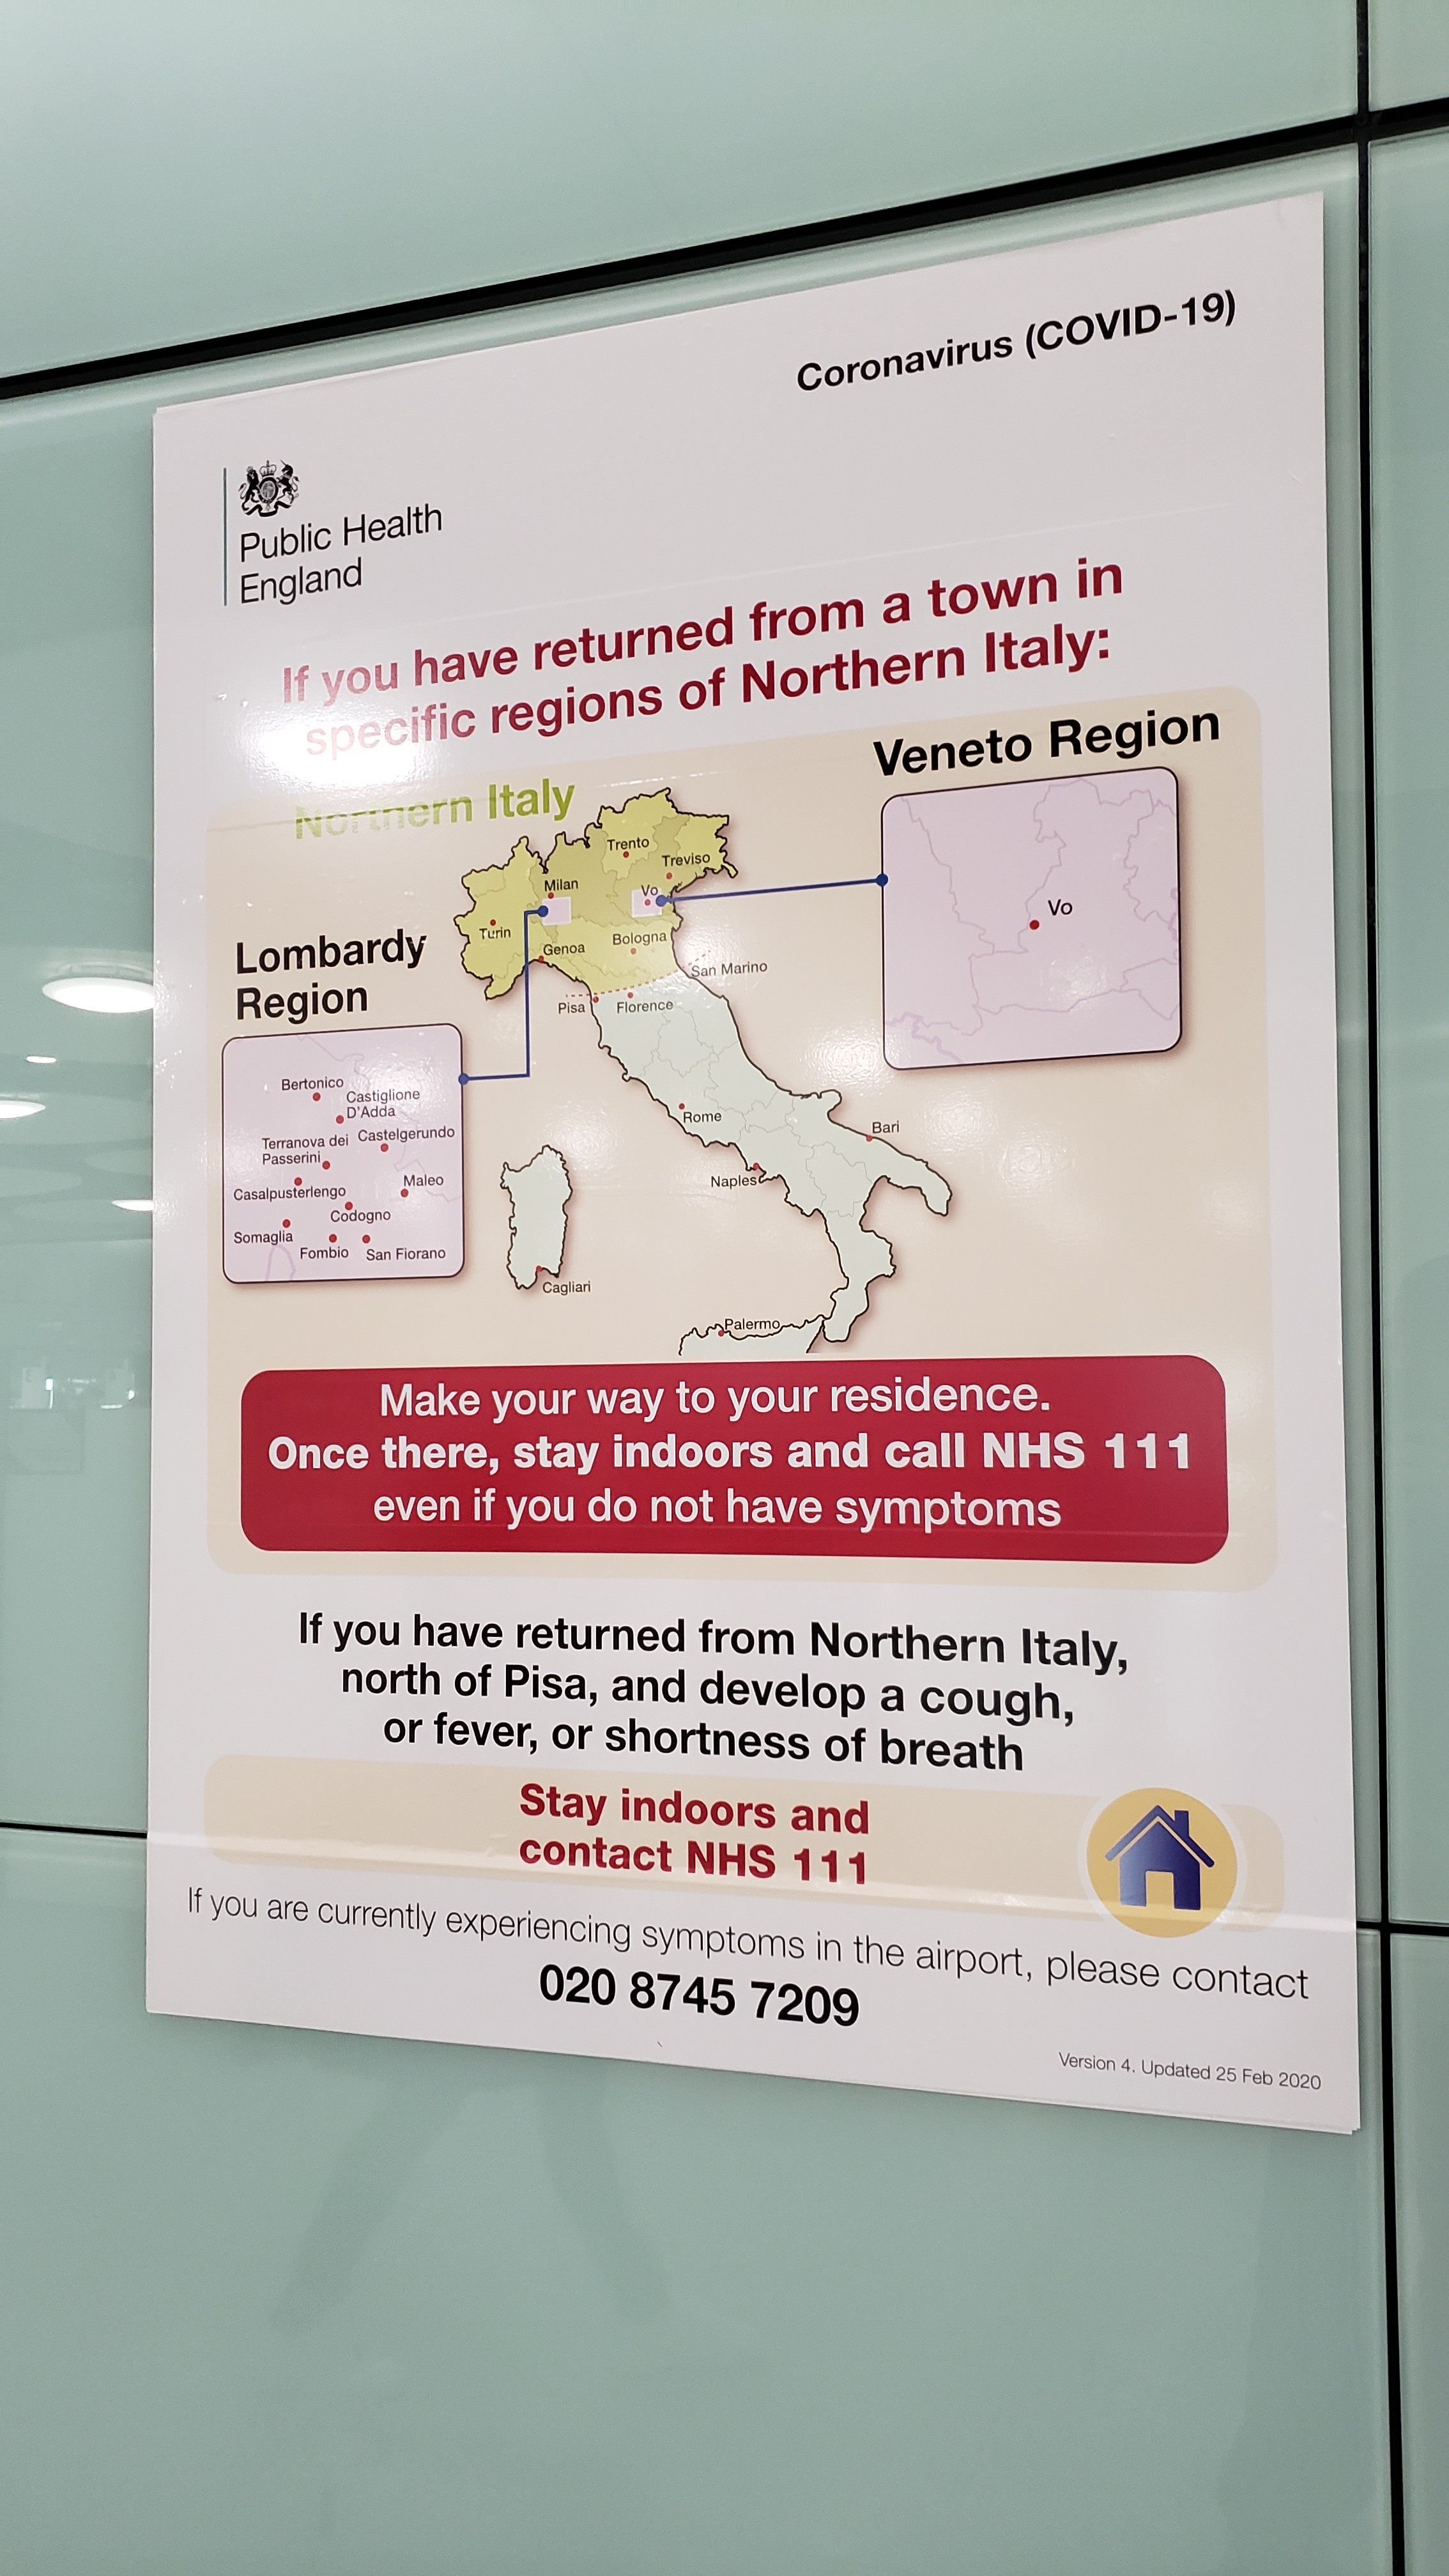 Coronavirus (COVID-19)
Public Health
England
If you have returned from a town in
specific regions of Northern Italy:
Northern Italy
Veneto Region
Vo
Trento
Treviso
Milan
Vo
Turin
Genoa
Bologna
San Marino
Pisa
Florence
Lombardy
Region
Bertonico
Castiglione
D'Adda
Terranova dei
Passerini
Castelgerundo
Casalpusterlengo
Maleo
Codogno
Somaglia
Fombio
San Fiorano
Rome
Bari
Naples
Cagliari
Palermo
Make your way to your residence.
Once there, stay indoors and call NHS 111
even if you do not have symptoms
If you have returned from Northern Italy,
north of Pisa, and develop a cough,
or fever, or shortness of breath
Stay indoors and
contact NHS 111
If you are currently experiencing symptoms in the airport, please contact
020 8745 7209
Version 4. Updated 25 Feb 2020